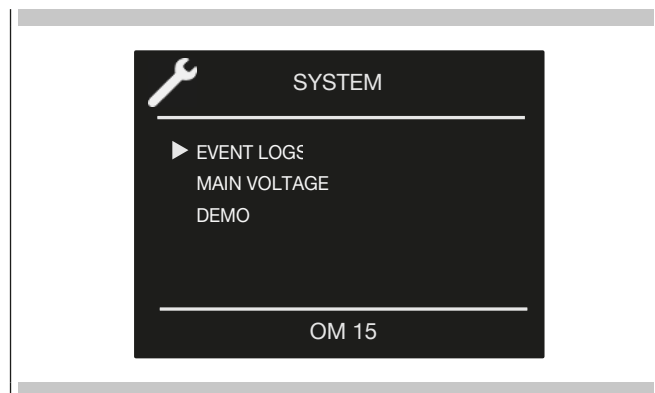 SYSTEM
EVENT LOGS
MAIN VOLTAGE
DEMO
OM 15